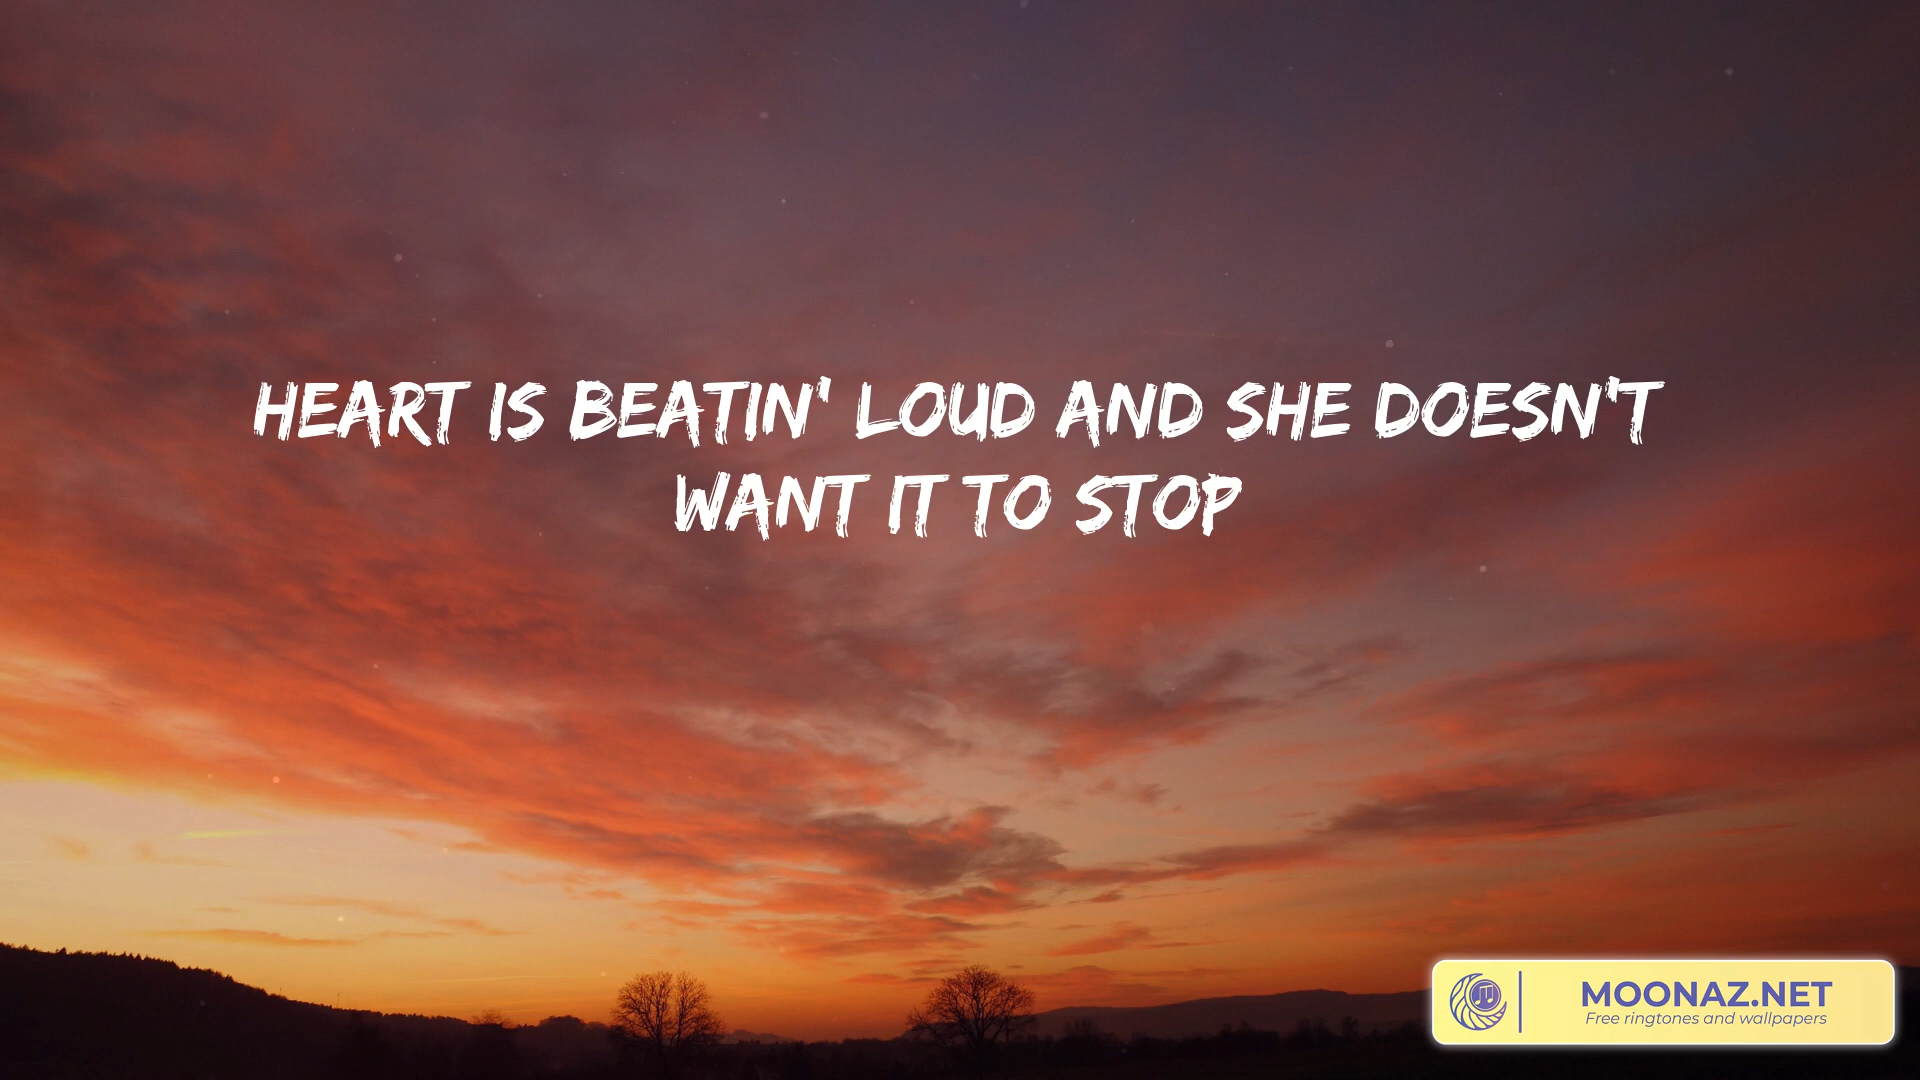 HEART IS BEATIN' LOUD AND SHE DOESN'T
WANT IT TO STOP
MOONAZ.NET
Free ringtones and wallpapers